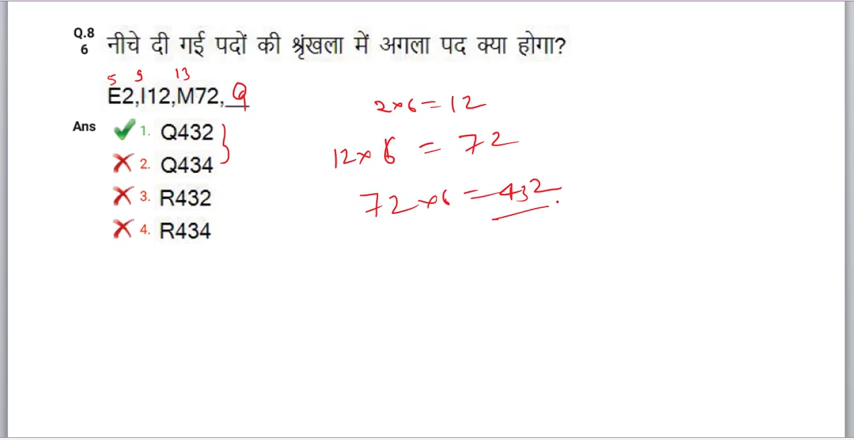 Q.8
6 नीचे दी गई पदों की श्रृंखला में अगला पद क्या होगा?
5 9 13
E2,I12,M72,__ Q
2×6=12
Ans 1. Q432
12×6 = 72
2. Q434
72×6 = 432
3. R432
4. R434